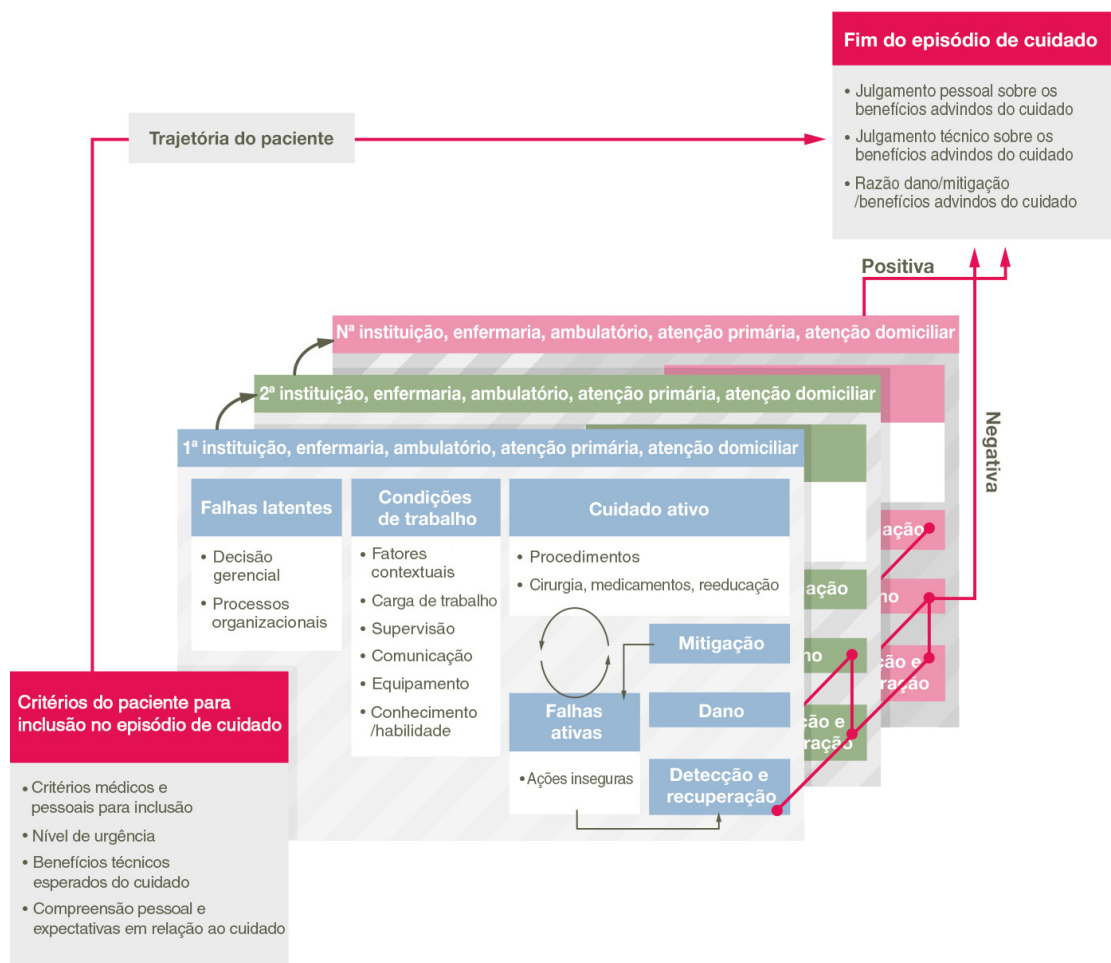 Fim do episódio de cuidado
• Julgamento pessoal sobre os
benefícios advindos do cuidado
• Julgamento técnico sobre os
benefícios advindos do cuidado
• Razão dano/mitigação
/benefícios advindos do cuidado
Trajetória do paciente
Positiva
Negativa
Nª instituição, enfermaria, ambulatório, atenção primária, atenção domiciliar
2ª instituição, enfermaria, ambulatório, atenção primária, atenção domiciliar
1ª instituição, enfermaria, ambulatório, atenção primária, atenção domiciliar
Falhas latentes
• Decisão
gerencial
• Processos
organizacionais
Condições
de trabalho
• Fatores
contextuais
• Carga de trabalho
• Supervisão
• Comunicação
• Equipamento
• Conhecimento
/habilidade
Cuidado ativo
• Procedimentos
• Cirurgia, medicamentos, reeducação
Mitigação
Falhas
ativas
• Ações inseguras
Dano
Detecção e
recuperação
Critérios do paciente para
inclusão no episódio de cuidado
• Critérios médicos e
pessoais para inclusão
• Nível de urgência
• Benefícios técnicos
esperados do cuidado
• Compreensão pessoal e
expectativas em relação ao cuidado